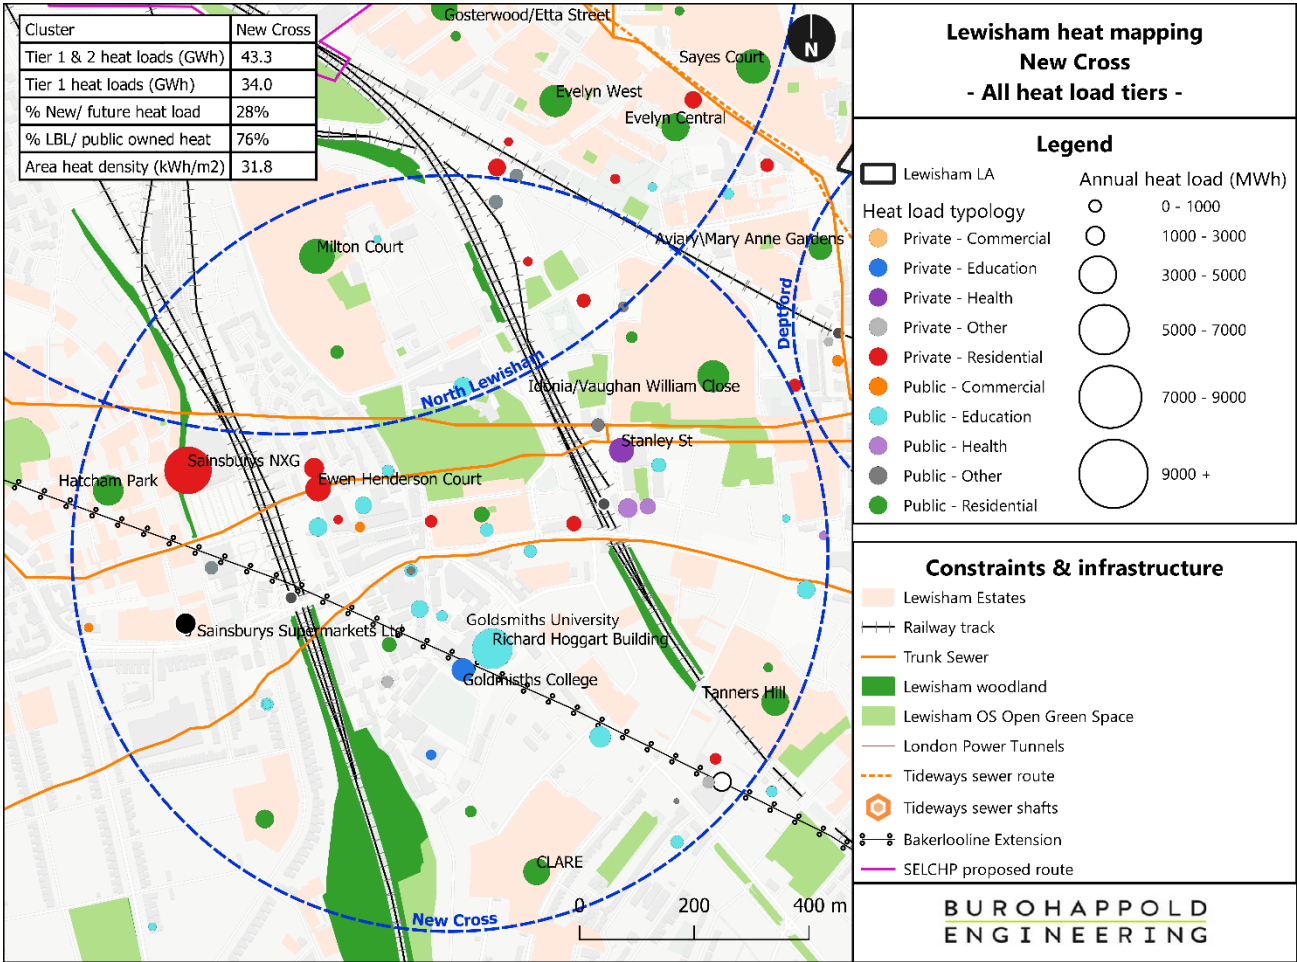 Cluster New Cross
Tier 1 & 2 heat loads (GWh) 43.3
Tier 1 heat loads (GWh) 34.0
% New/ future heat load 28%
% LBL/ public owned heat 76%
Area heat density (kWh/m2) 31.8
Gosterwood/Etta Street
N
Sayes Court
Evelyn West
Evelyn Central
Milton Court
Aviary\Mary Anne Gardens
Deptford
North Lewisham
Idonia/Vaughan William Close
Stanley St
Sainsburys NXG
Hatcham Park
Ewen Henderson Court
Sainsburys Supermarkets Ltd
Goldsmiths University
Richard Hoggart Building
Goldmisths College
Tanners Hill
CLARE
New Cross
0 200 400 m
Lewisham heat mapping
New Cross
- All heat load tiers -
Legend
Lewisham LA
Heat load typology
Private - Commercial
Private - Education
Private - Health
Private - Other
Private - Residential
Public - Commercial
Public - Education
Public - Health
Public - Other
Public - Residential
Annual heat load (MWh)
0 - 1000
1000 - 3000
3000 - 5000
5000 - 7000
7000 - 9000
9000 +
Constraints & infrastructure
Lewisham Estates
Railway track
Trunk Sewer
Lewisham woodland
Lewisham OS Open Green Space
London Power Tunnels
Tideways sewer route
Tideways sewer shafts
Bakerlooline Extension
SELCHP proposed route
BUROHAPPOLD
ENGINEERING